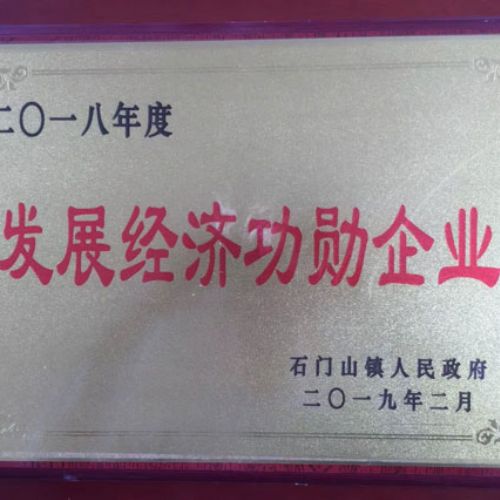 二〇一八年度
发展经济功勋企业
石门山镇人民政府
二〇一九年二月